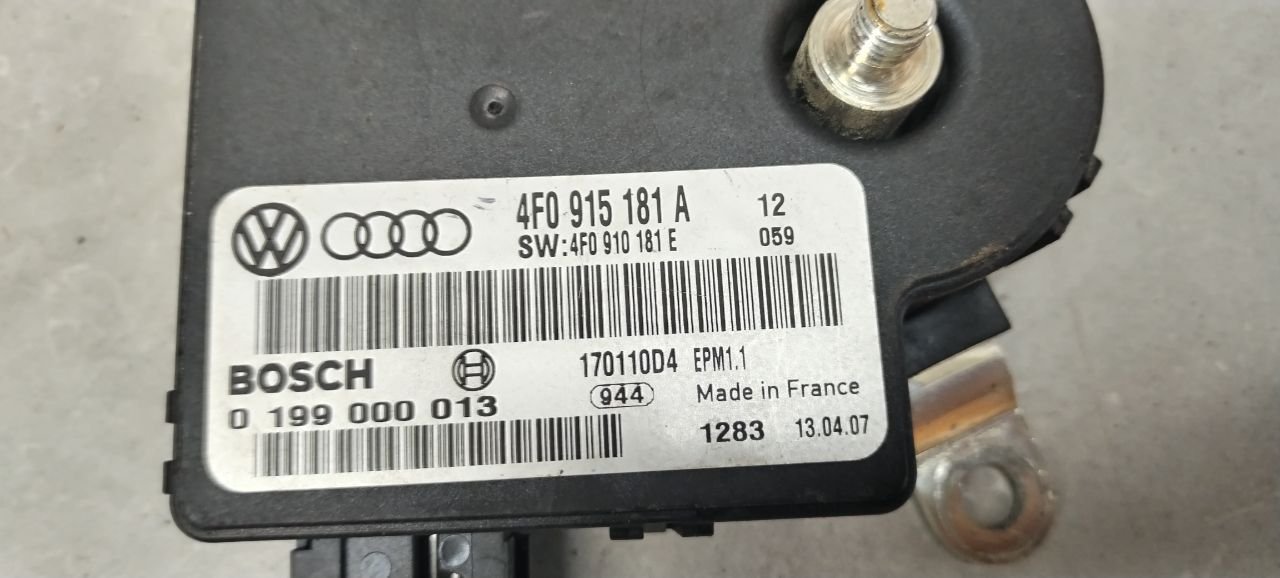 4F0 915 181 A 12
SW:4F0 910 181 E 059
BOSCH 170110D4 EPM1.1
944 Made in France
0 199 000 013
1283 13.04.07